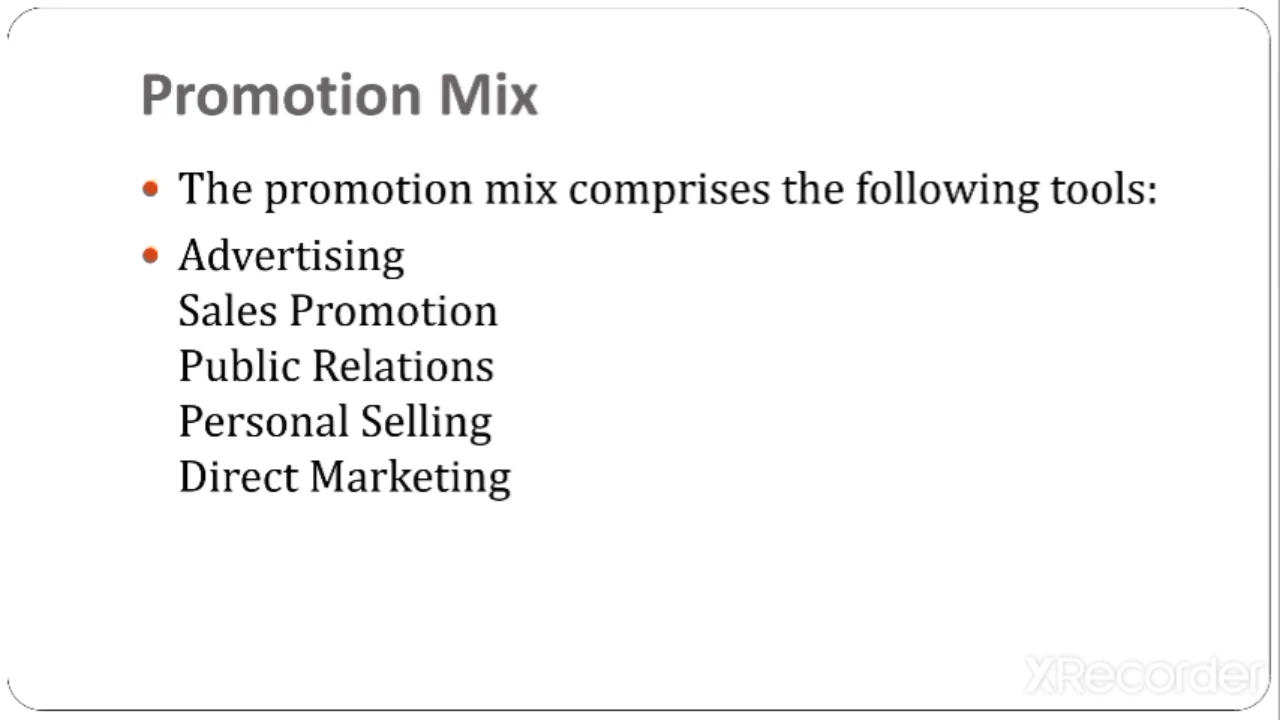 Promotion Mix
• The promotion mix comprises the following tools:
• Advertising
Sales Promotion
Public Relations
Personal Selling
Direct Marketing
XRecorder